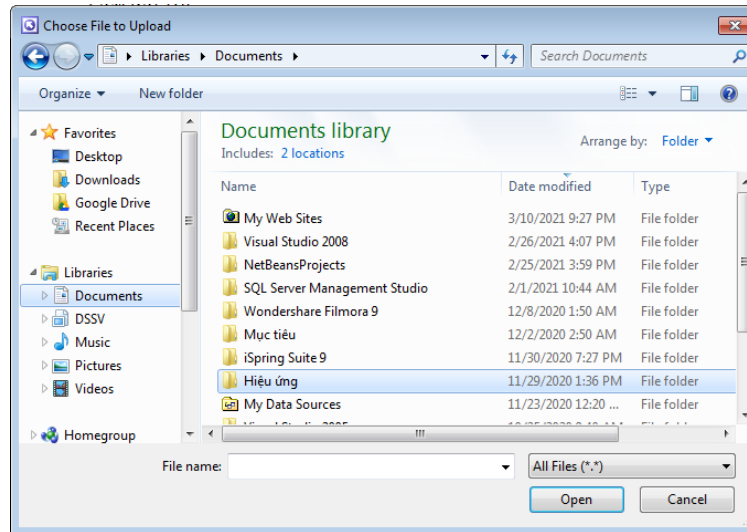 Choose File to Upload
Libraries Documents Search Documents
Organize New folder
Favorites
Desktop
Downloads
Google Drive
Recent Places
Libraries
Documents
DSSV
Music
Pictures
Videos
Homegroup
Documents library
Includes: 2 locations
Arrange by: Folder
Name Date modified Type
My Web Sites 3/10/2021 9:27 PM File folder
Visual Studio 2008 2/26/2021 4:07 PM File folder
NetBeansProjects 2/25/2021 3:59 PM File folder
SQL Server Management Studio 2/1/2021 10:44 AM File folder
Wondershare Filmora 9 12/8/2020 1:50 AM File folder
Mục tiêu 12/2/2020 2:50 AM File folder
iSpring Suite 9 11/30/2020 7:27 PM File folder
Hiệu ứng 11/29/2020 1:36 PM File folder
My Data Sources 11/23/2020 12:20 ... File folder
File name: All Files (*.*)
Open Cancel